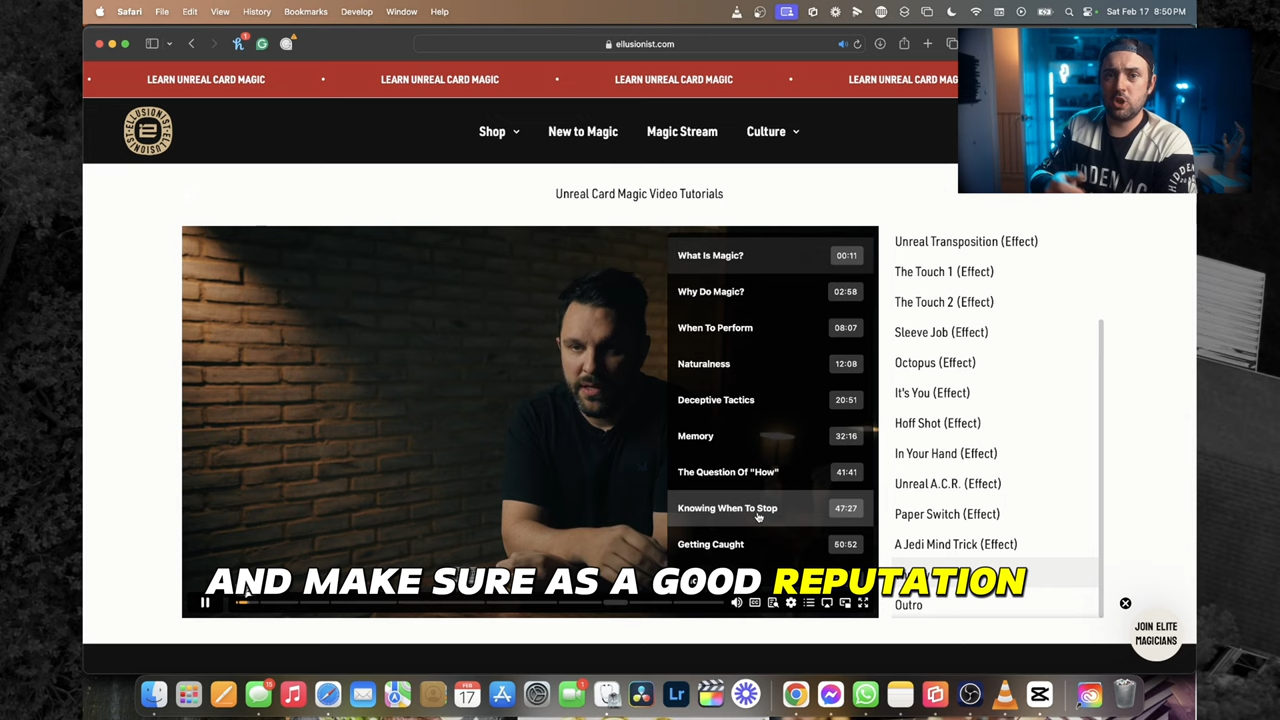 Safari File Edit View History Bookmarks Develop Window Help
Sat Feb 17 8:50 PM
ellusionist.com
LEARN UNREAL CARD MAGIC • LEARN UNREAL CARD MAGIC • LEARN UNREAL CARD MAGIC • LEARN UNREAL CARD MAG
Shop New to Magic Magic Stream Culture
Unreal Card Magic Video Tutorials
What Is Magic? 00:11
Why Do Magic? 02:58
When To Perform 08:07
Naturalness 12:08
Deceptive Tactics 20:51
Memory 32:16
The Question Of "How" 41:41
Knowing When To Stop 47:27
Getting Caught 50:52
Unreal Transposition (Effect)
The Touch 1 (Effect)
The Touch 2 (Effect)
Sleeve Job (Effect)
Octopus (Effect)
It's You (Effect)
Hoff Shot (Effect)
In Your Hand (Effect)
Unreal A.C.R. (Effect)
Paper Switch (Effect)
A Jedi Mind Trick (Effect)
Outro
AND MAKE SURE AS A GOOD REPUTATION
JOIN ELITE
MAGICIANS